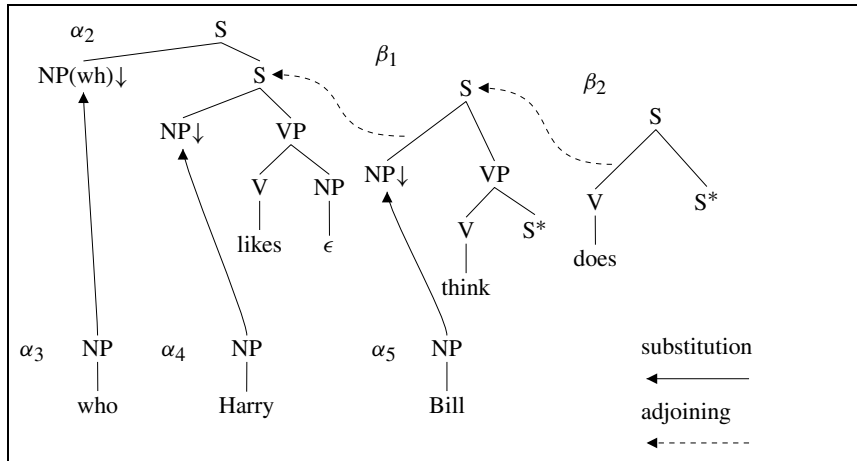 α2 S
NP(wh)↓ S β1
S β2
NP↓ VP S
NP↓ VP
V NP V S*
likes ϵ V S* does
think
α3 NP α4 NP α5 NP substitution
who Harry Bill adjoining